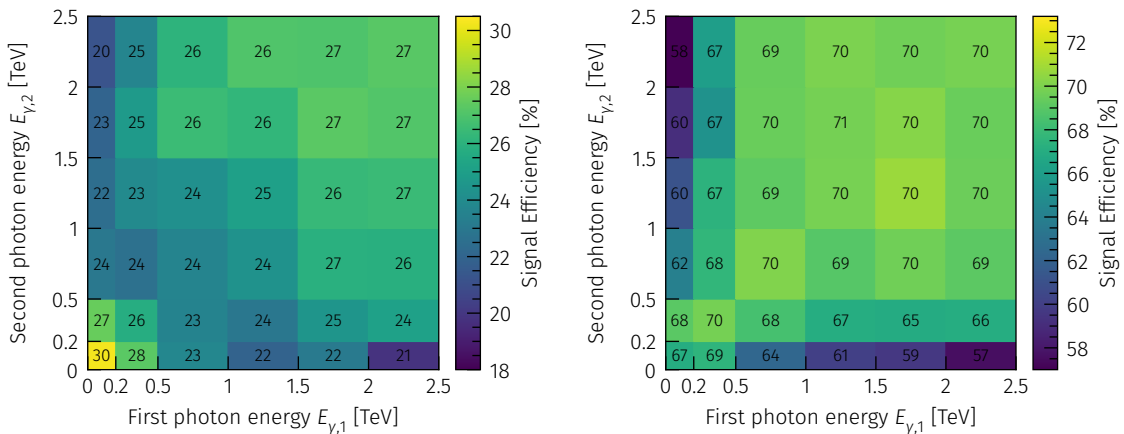 2.5
20 25 26 26 27 27
2
23 25 26 26 27 27
1.5
22 23 24 25 26 27
1
24 24 24 24 27 26
0.5
27 26 23 24 25 24
0.2
30 28 23 22 22 21
0
0 0.2 0.5 1 1.5 2 2.5
First photon energy Eγ,1 [TeV]
Second photon energy Eγ,2 [TeV]
30
28
26
24
22
20
18
Signal Efficiency [%]
2.5
58 67 69 70 70 70
2
60 67 70 71 70 70
1.5
60 67 69 70 70 70
1
62 68 70 69 70 69
0.5
68 70 68 67 65 66
0.2
67 69 64 61 59 57
0
0 0.2 0.5 1 1.5 2 2.5
First photon energy Eγ,1 [TeV]
Second photon energy Eγ,2 [TeV]
72
70
68
66
64
62
60
58
Signal Efficiency [%]